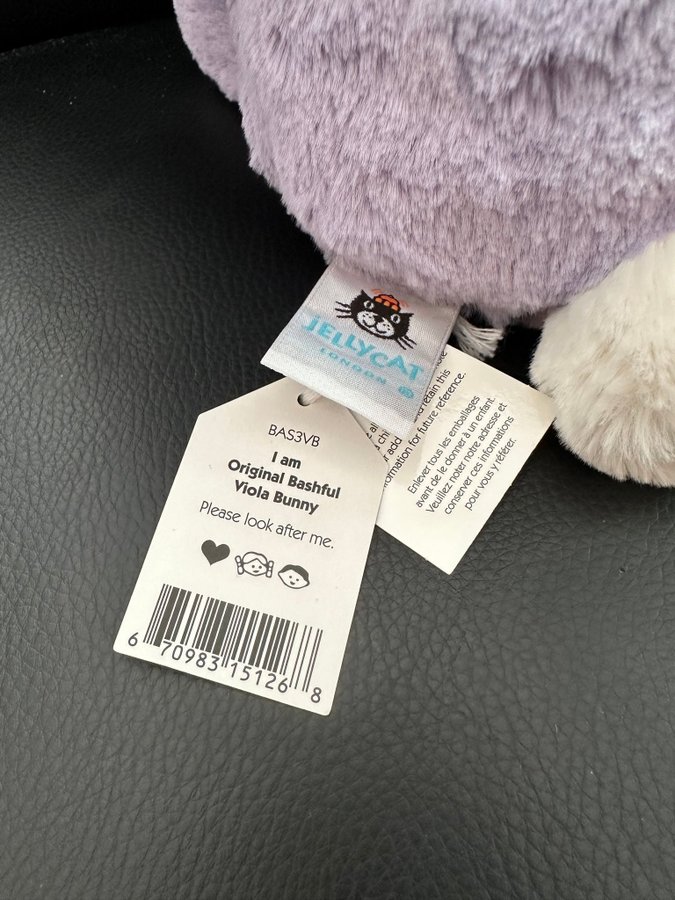 JELLYCAT
LONDON ®
BAS3VB
I am
Original Bashful
Viola Bunny
Please look after me.
6 70983 15126 8
retain this
for future reference.
Enlever tous les emballages
avant de le donner à un enfant.
Veuillez noter notre adresse et
conserver ces informations
pour vous y référer.